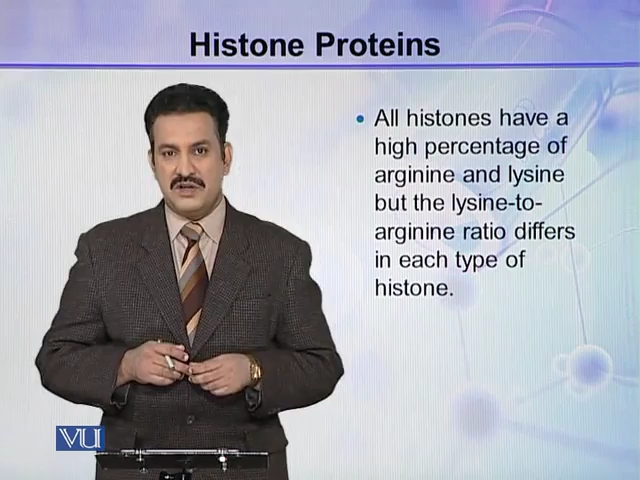 Histone Proteins
• All histones have a
high percentage of
arginine and lysine
but the lysine-to-
arginine ratio differs
in each type of
histone.
VU